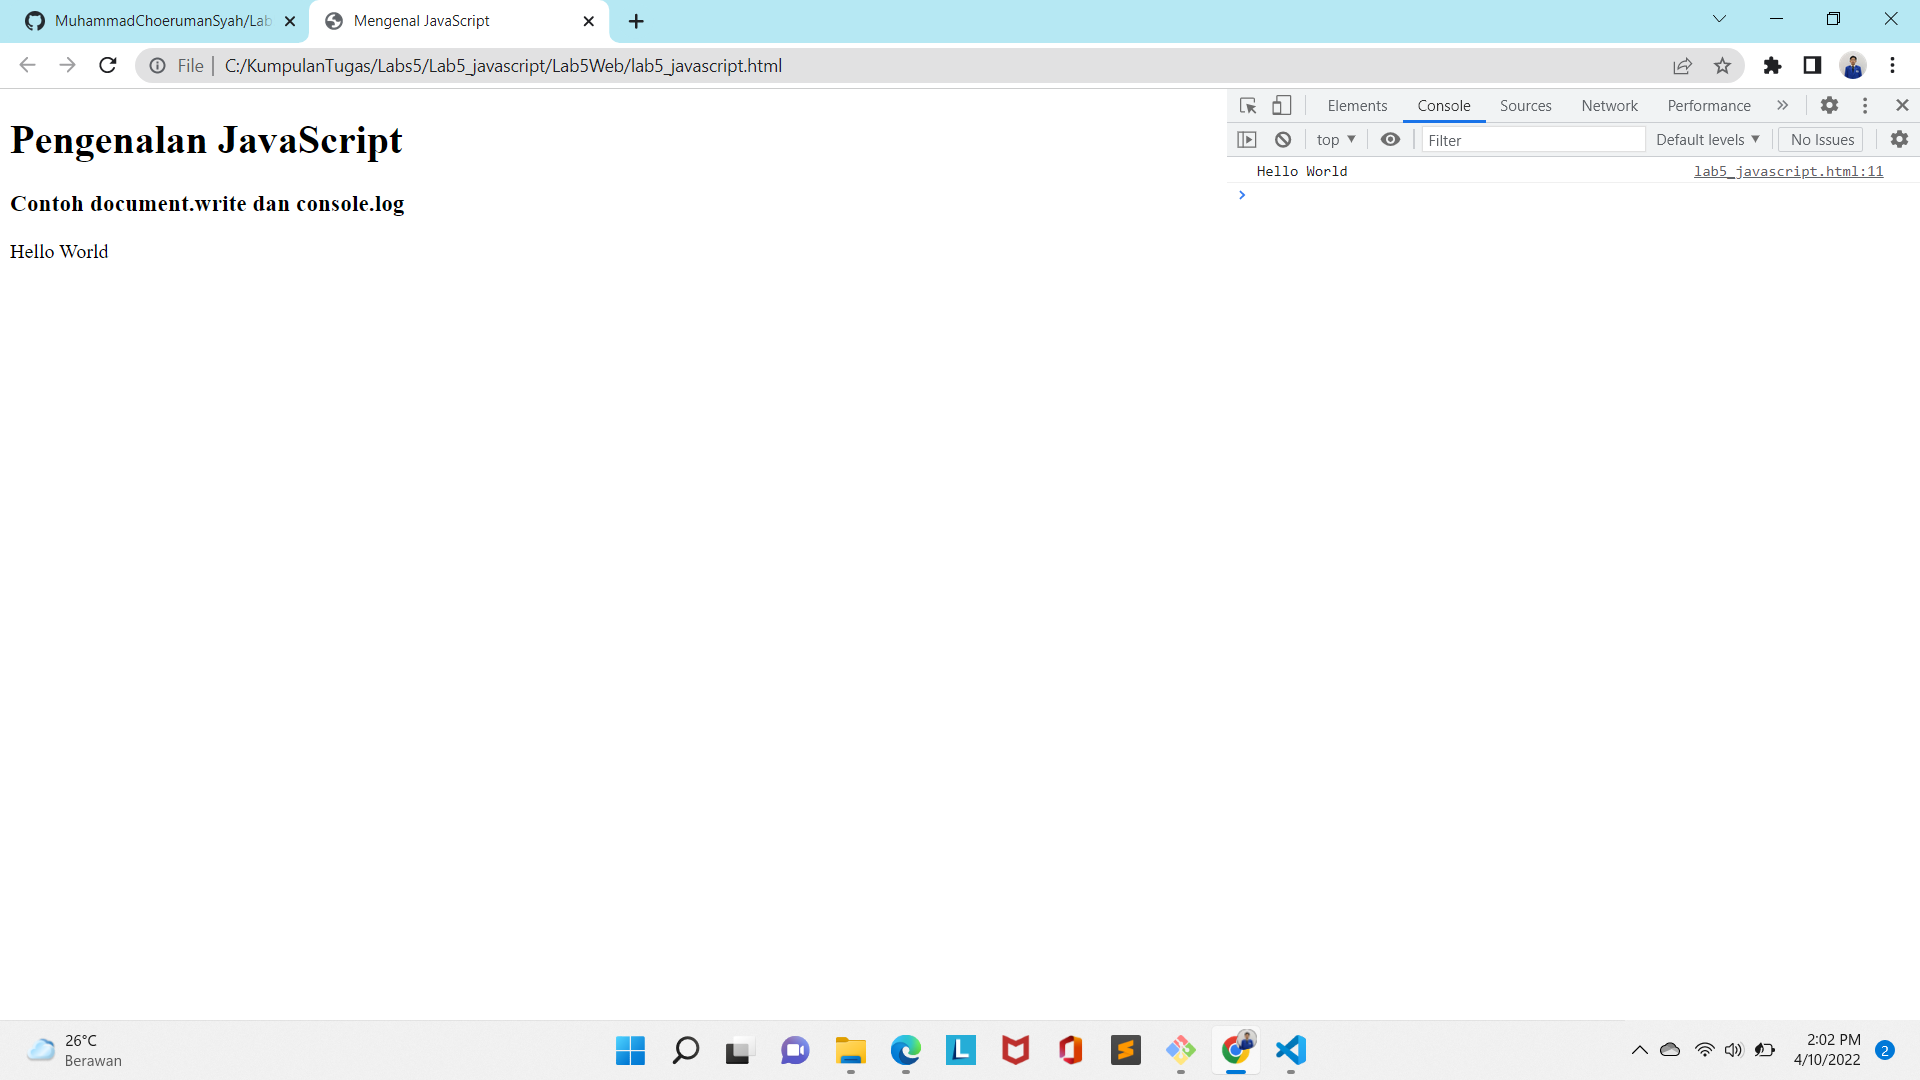 MuhammadChoerumanSyah/Lab
Mengenal JavaScript
File
C:/KumpulanTugas/Labs5/Lab5_javascript/Lab5Web/lab5_javascript.html
Pengenalan JavaScript
Contoh document.write dan console.log
Hello World
Elements Console Sources Network Performance
top Filter Default levels No Issues
Hello World lab5_javascript.html:11
26°C
Berawan
2:02 PM
4/10/2022
2